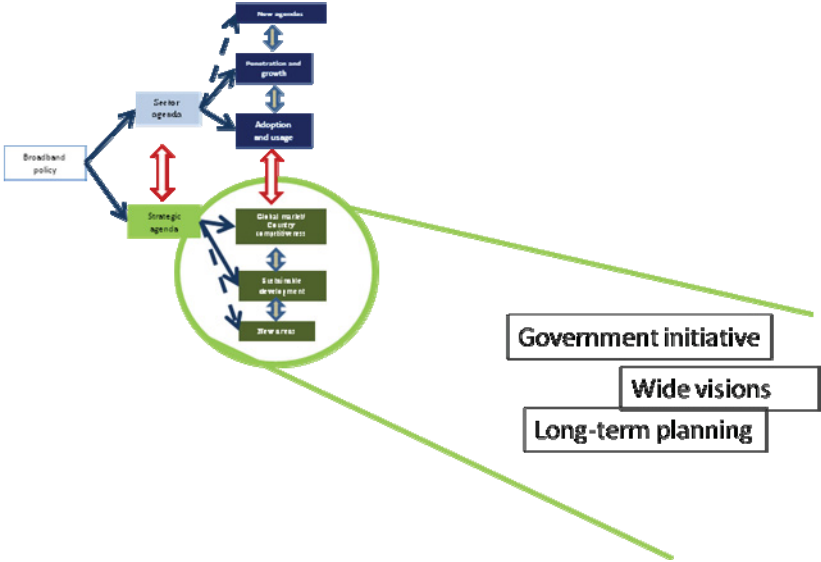 New agendas
Penetration and
growth
Sector
agenda
Adoption
and usage
Broadband
policy
Strategic
agenda
Global market/
Country
competitiveness
Sustainable
development
New areas
Government initiative
Wide visions
Long-term planning